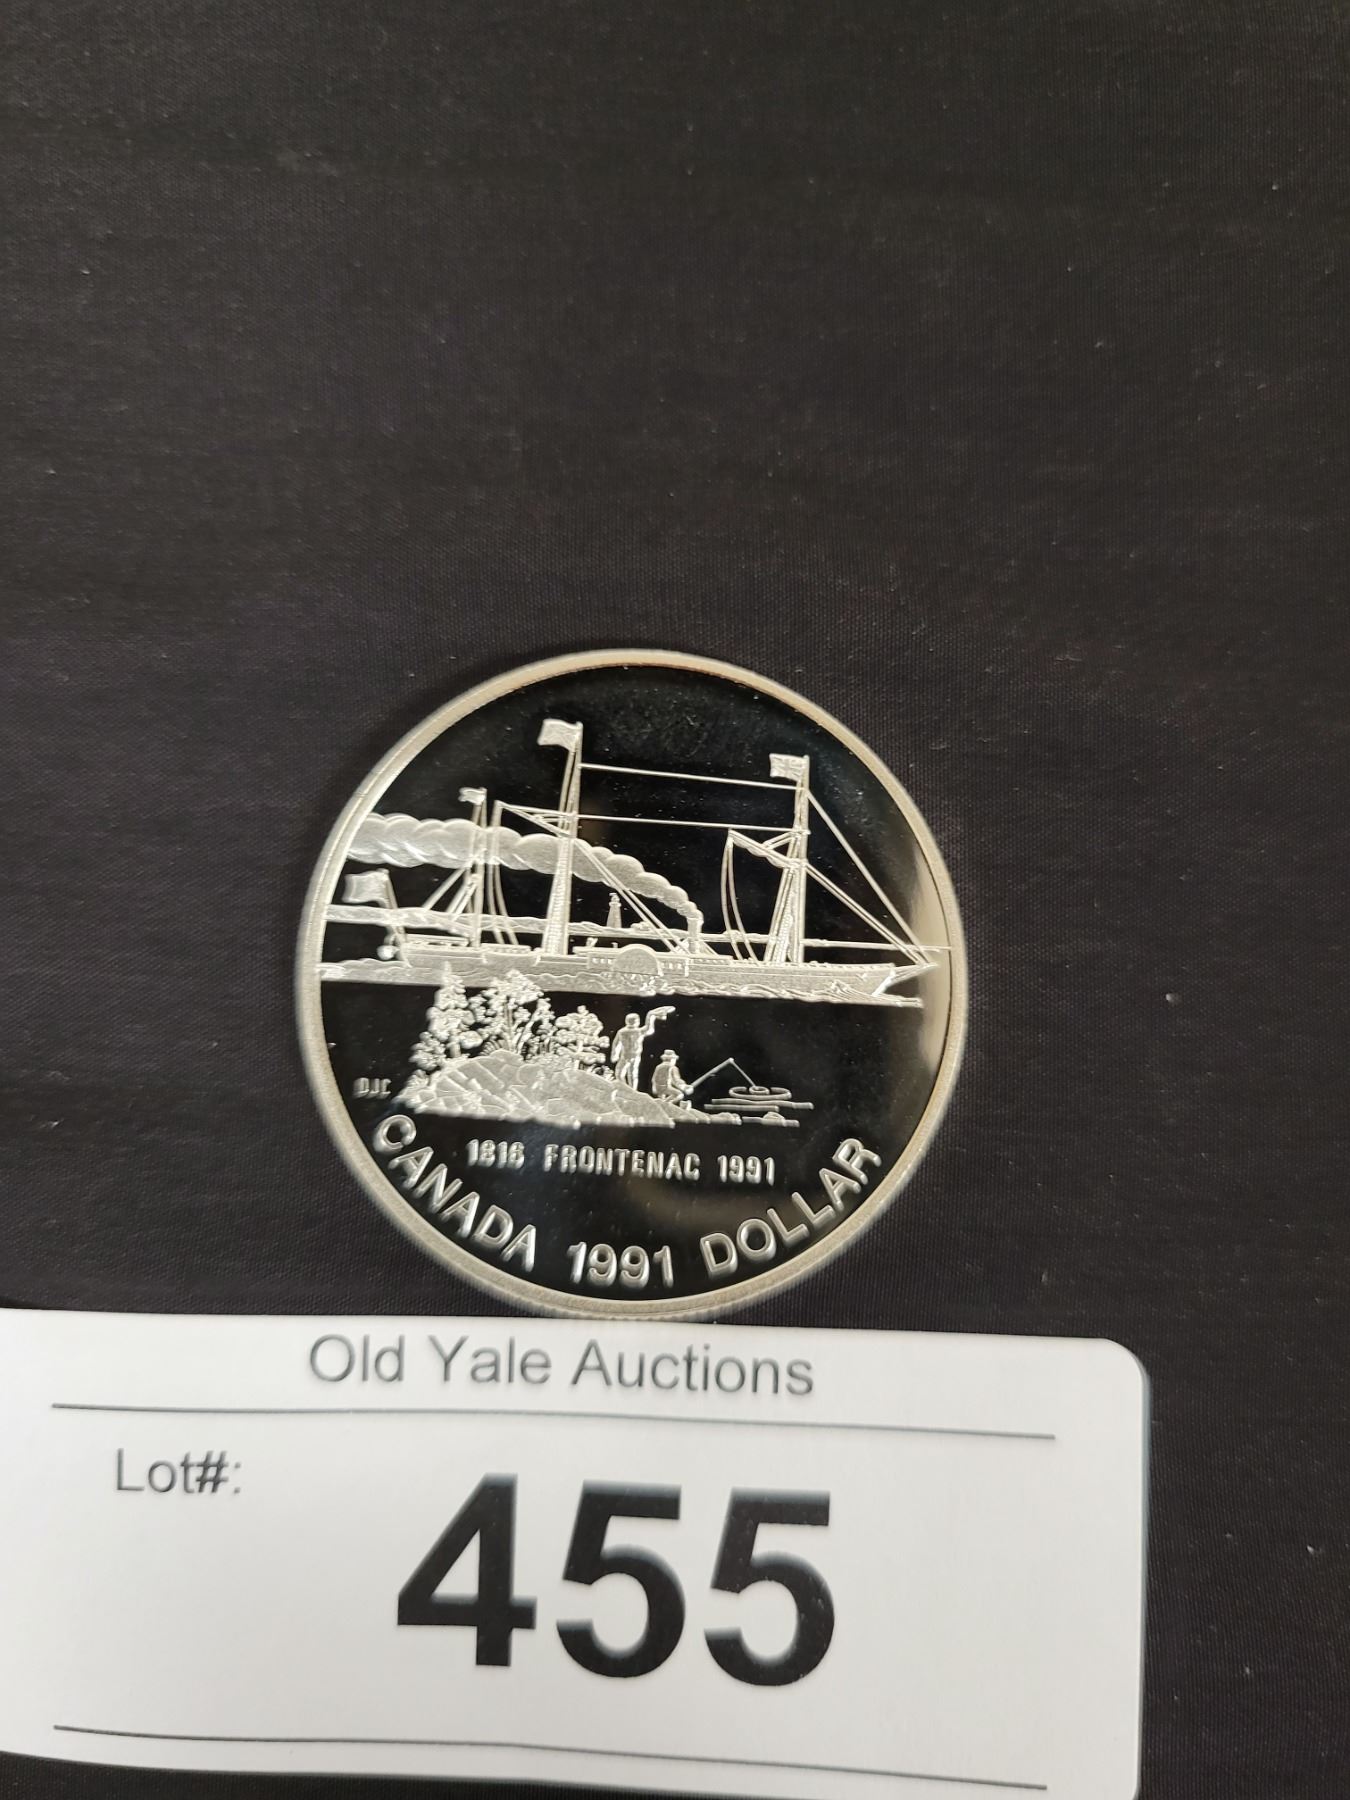 DJC
1816 FRONTENAC 1991
CANADA 1991 DOLLAR
Old Yale Auctions
Lot#:
455